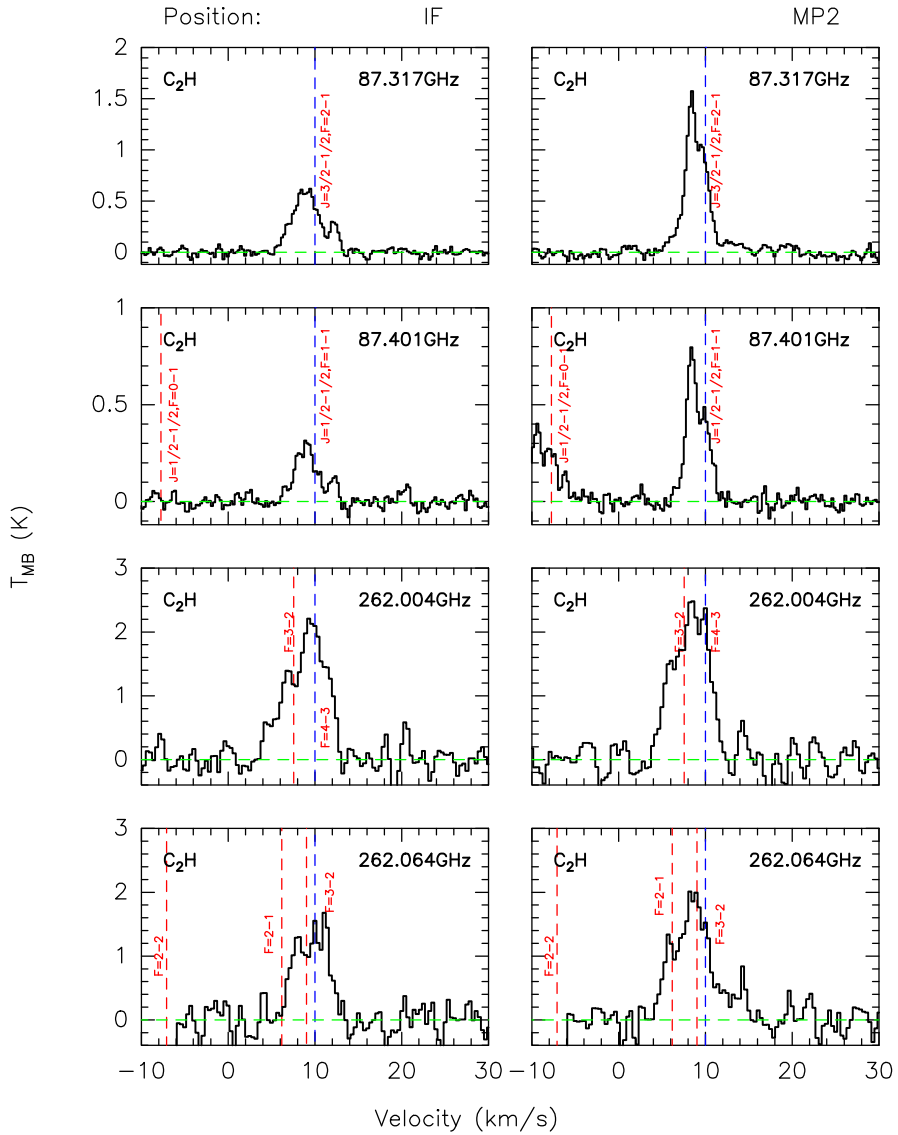 Position: IF MP2
2
C₂H 87.317GHz
C₂H 87.317GHz
1.5
1
0.5
0
J=3/2−1/2,F=2−1
J=3/2−1/2,F=2−1
1
C₂H 87.401GHz
C₂H 87.401GHz
0.5
0
J=1/2−1/2,F=0−1
J=1/2−1/2,F=1−1
J=1/2−1/2,F=0−1
J=1/2−1/2,F=1−1
T_MB (K)
3
C₂H 262.004GHz
C₂H 262.004GHz
2
1
0
F=3−2
F=4−3
F=3−2
F=4−3
3
C₂H 262.064GHz
C₂H 262.064GHz
2
1
0
F=2−2
F=2−1
F=3−2
F=2−2
F=2−1
F=3−2
−10 0 10 20 30 −10 0 10 20 30
Velocity (km/s)